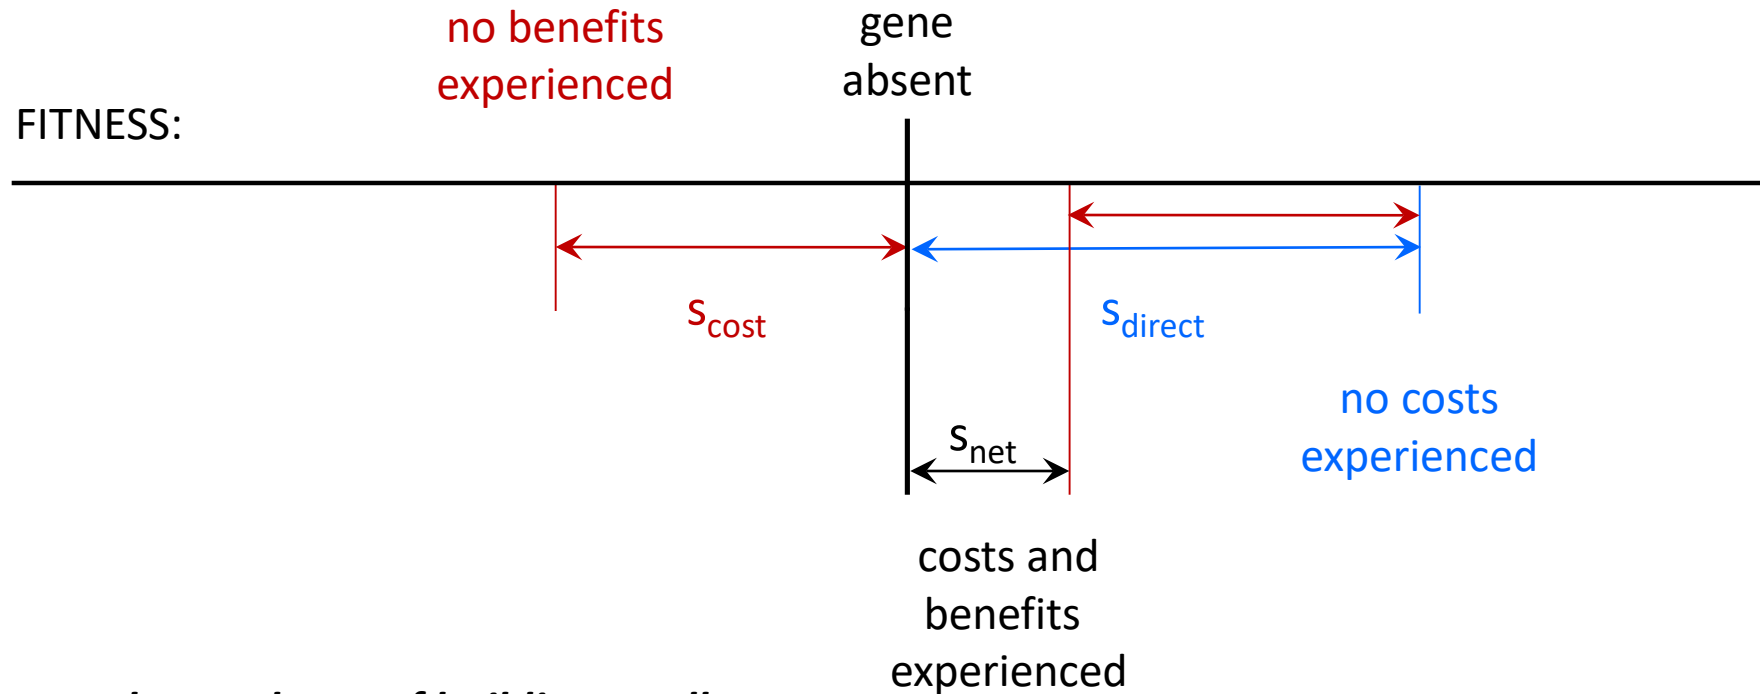 no benefits
experienced
gene
absent
FITNESS:
s_cost
s_direct
no costs
experienced
s_net
costs and
benefits
experienced